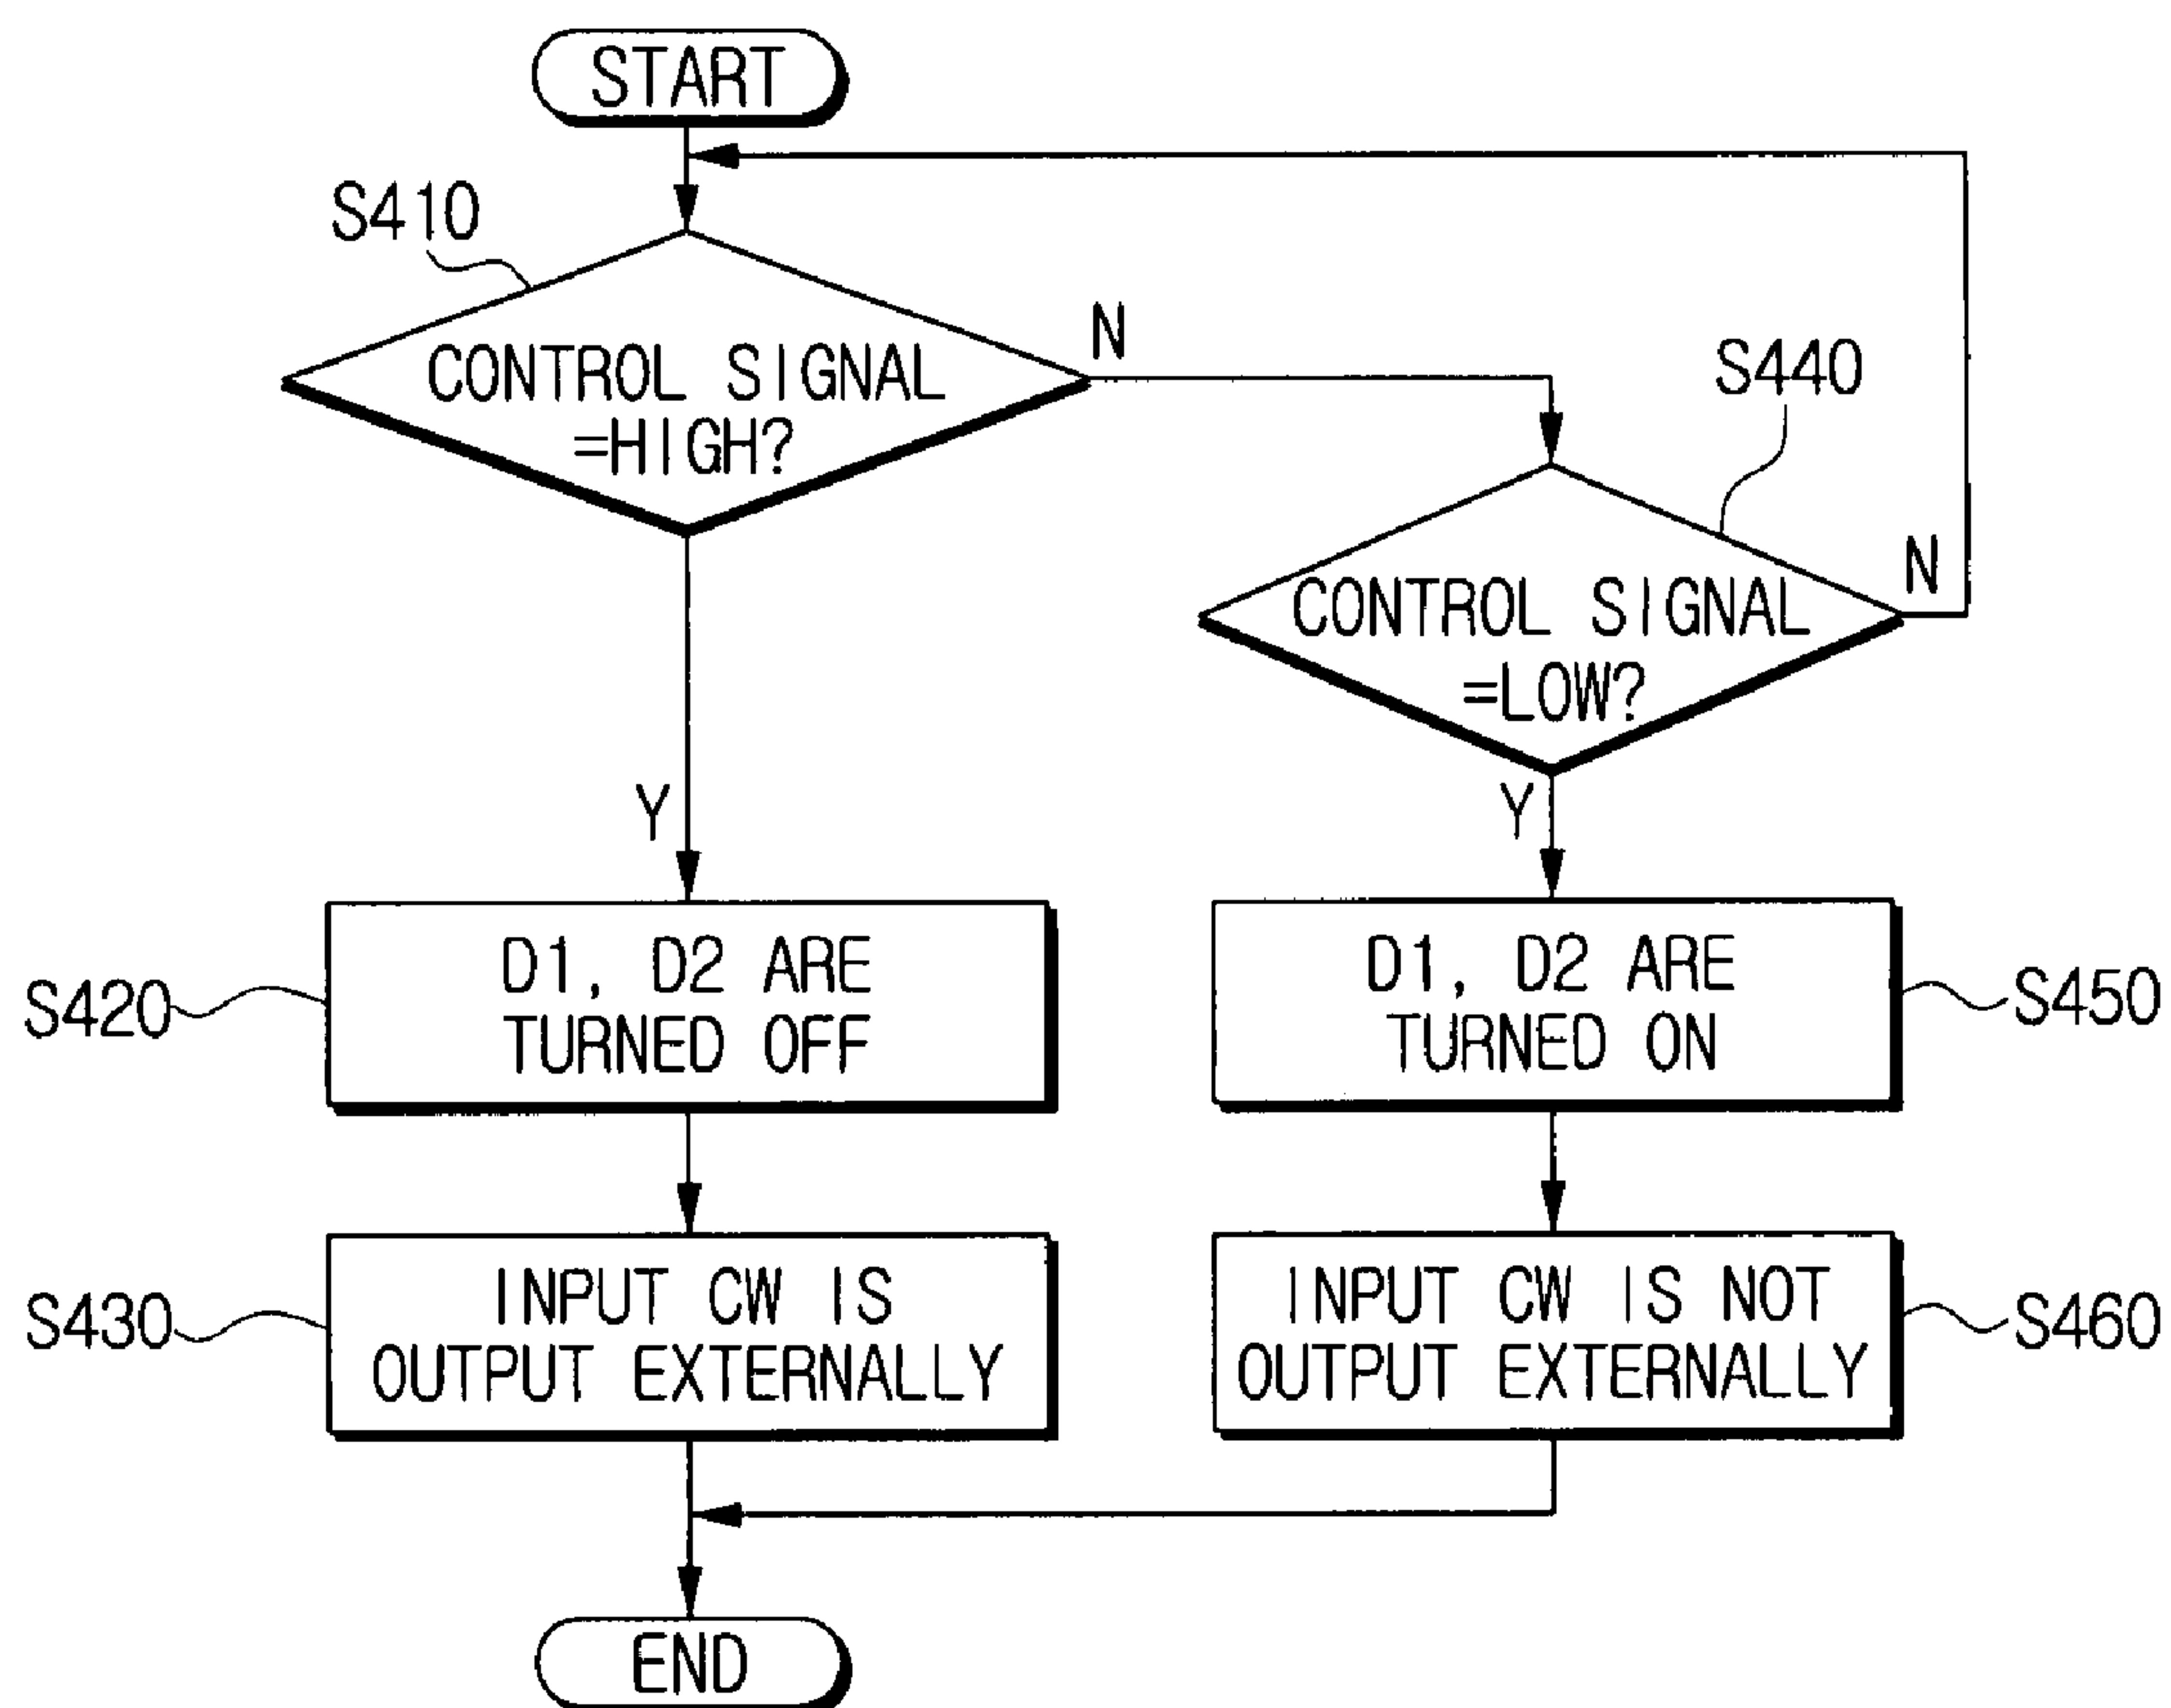 START
S410
CONTROL SIGNAL
=HIGH?
N
S440
CONTROL SIGNAL
=LOW?
N
Y
Y
S420
D1, D2 ARE
TURNED OFF
D1, D2 ARE
TURNED ON
S450
S430
INPUT CW IS
OUTPUT EXTERNALLY
INPUT CW IS NOT
OUTPUT EXTERNALLY
S460
END